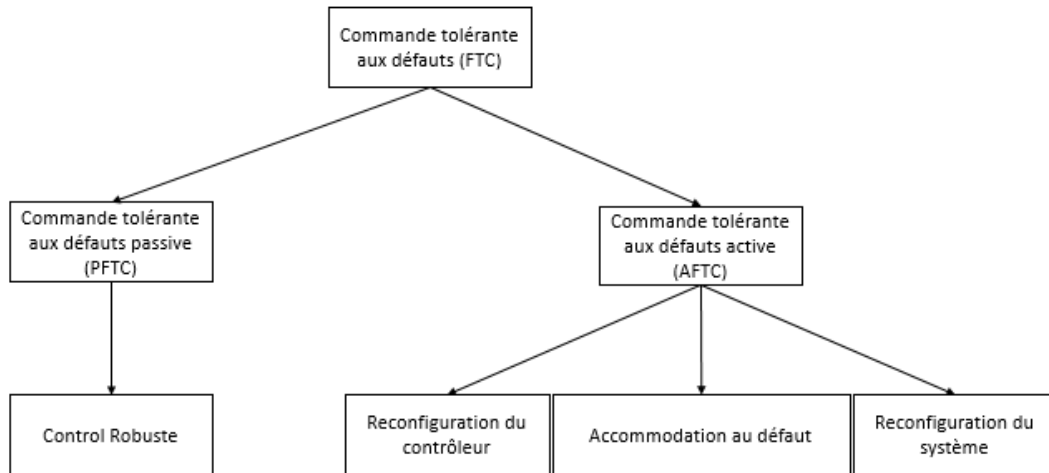 Commande tolérante
aux défauts (FTC)
Commande tolérante
aux défauts passive
(PFTC)
Commande tolérante
aux défauts active
(AFTC)
Control Robuste
Reconfiguration du
contrôleur
Accommodation au défaut
Reconfiguration du
système